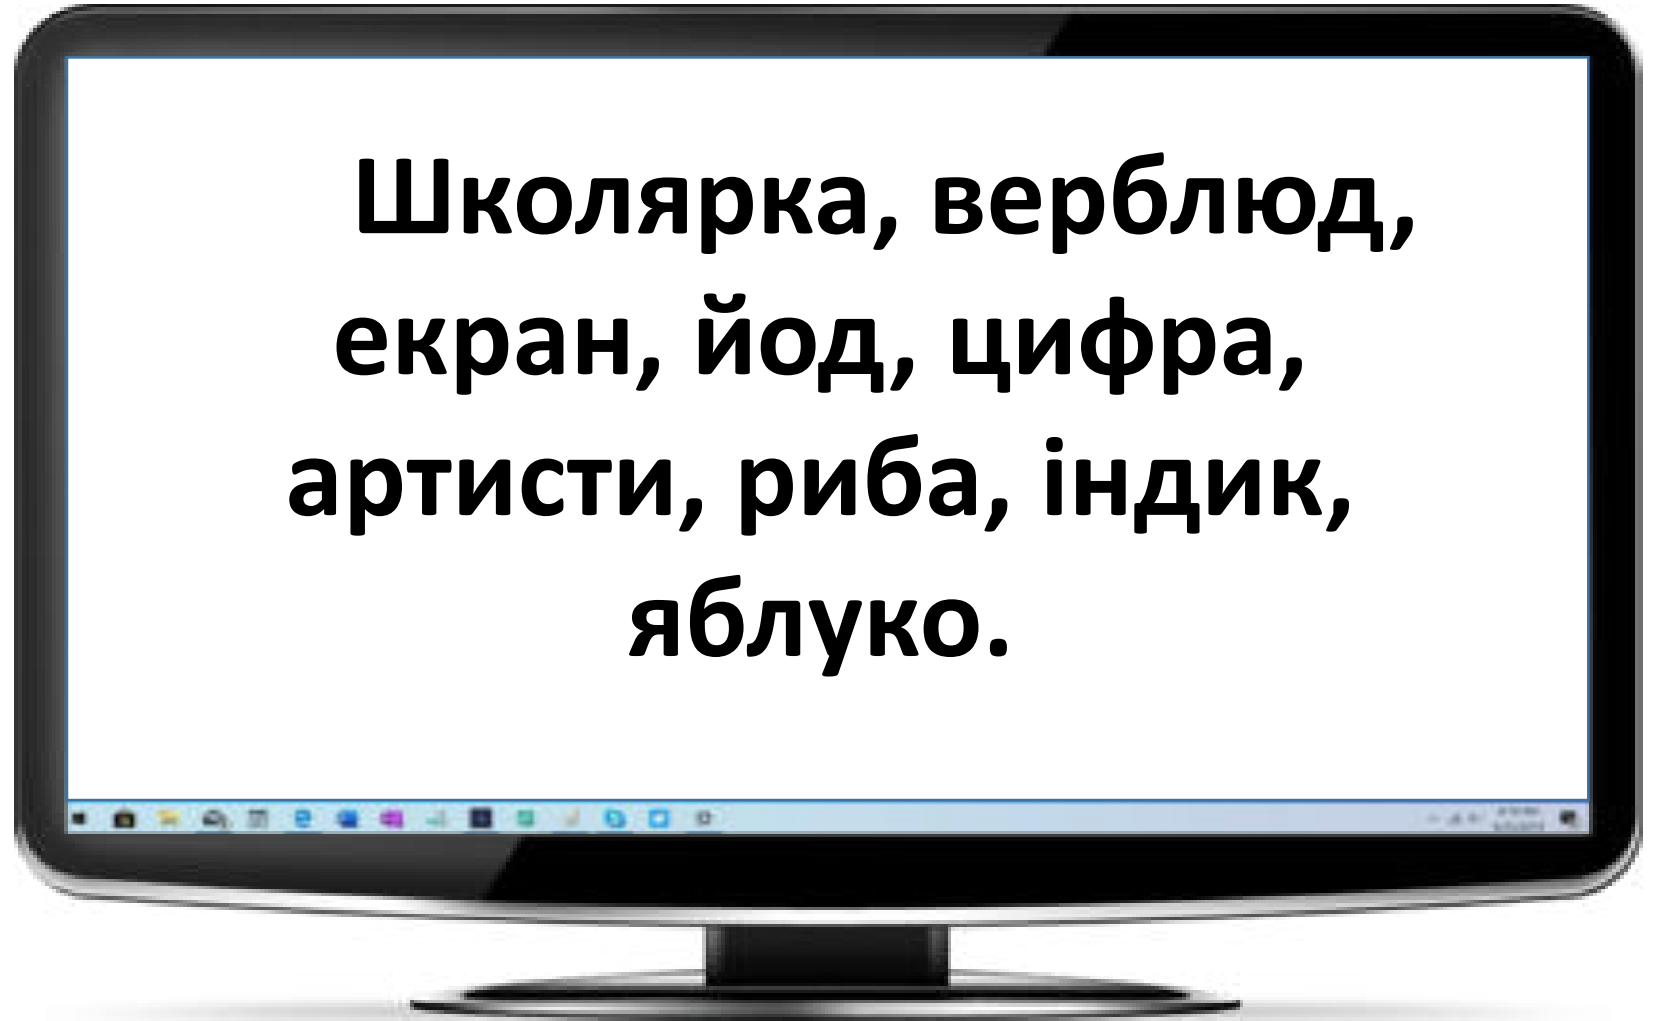 Школярка, верблюд,
екран, йод, цифра,
артисти, риба, індик,
яблуко.